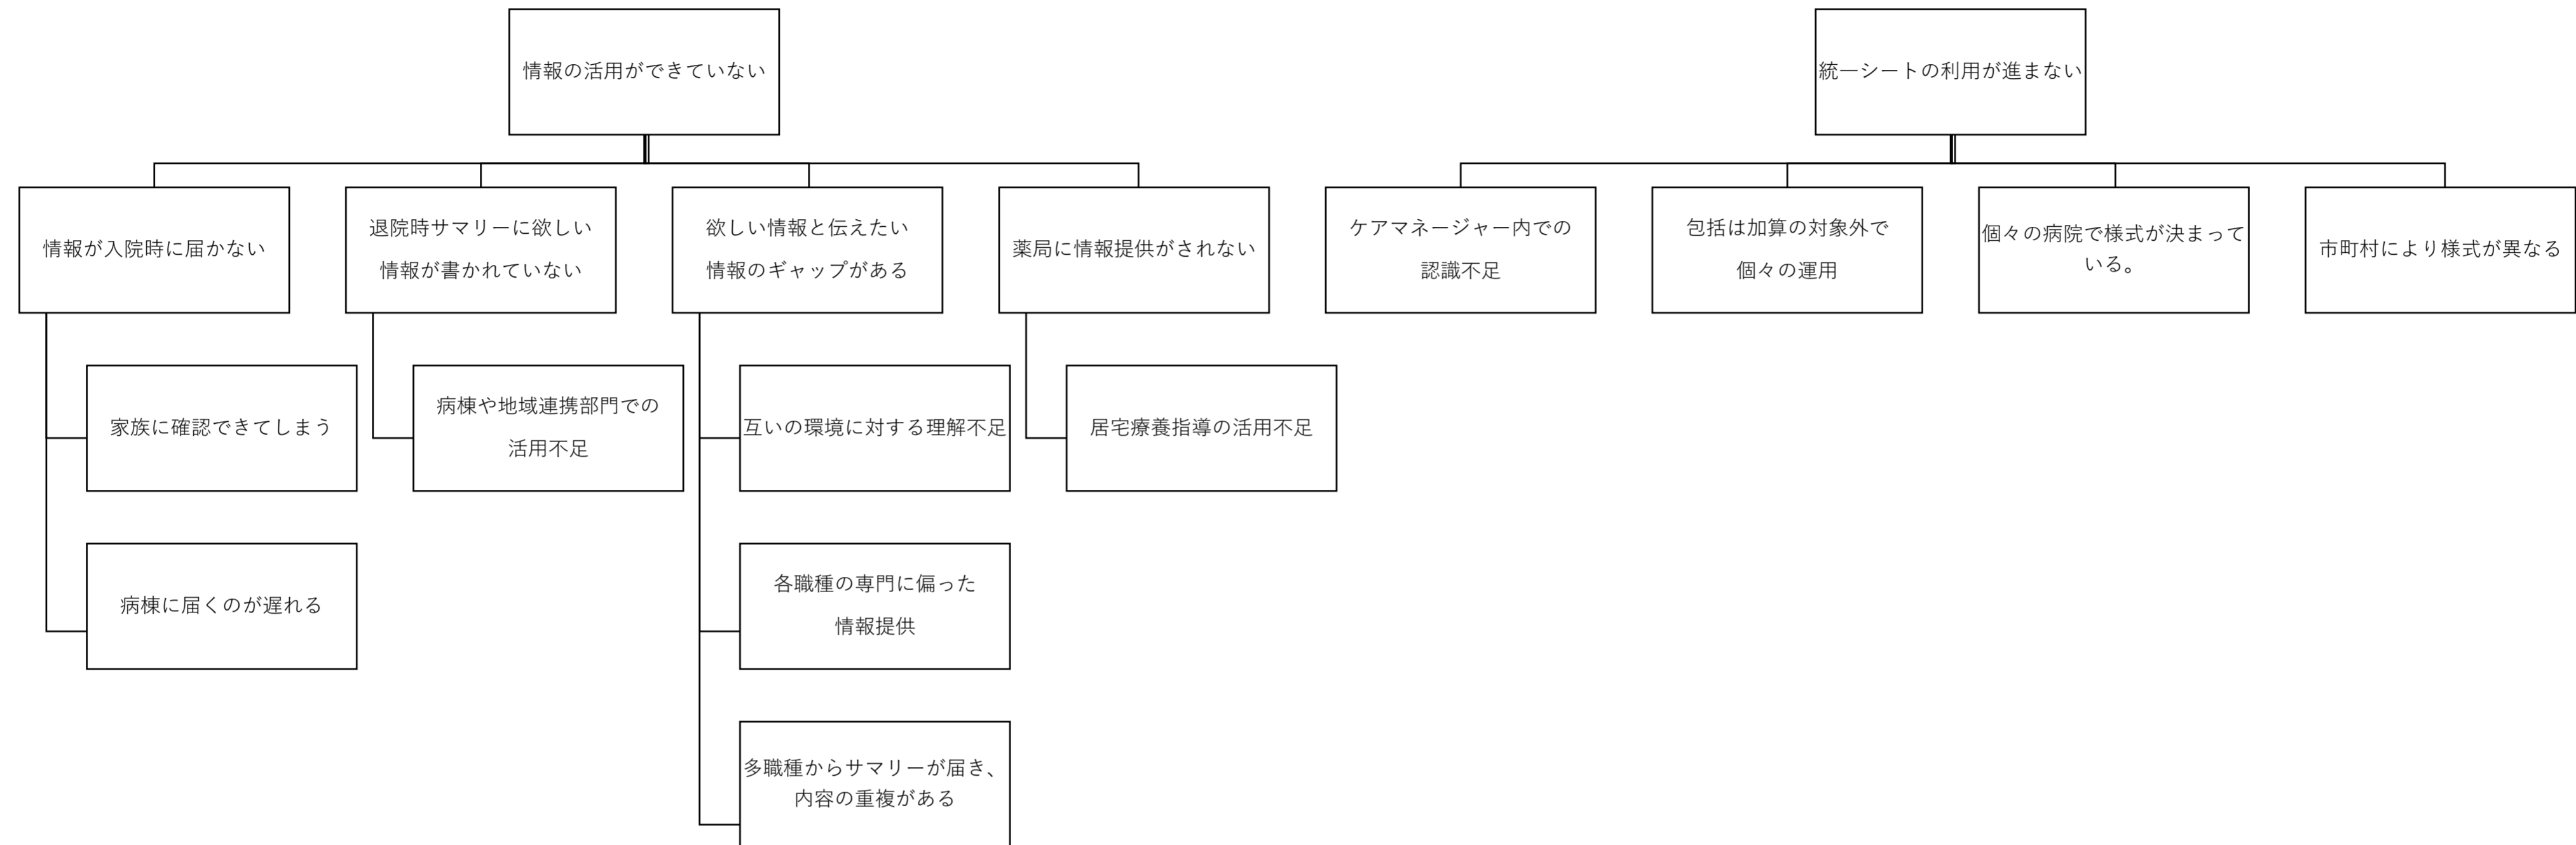 情報の活用ができていない
統一シートの利用が進まない
情報が入院時に届かない
退院時サマリーに欲しい
情報が書かれていない
欲しい情報と伝えたい
情報のギャップがある
薬局に情報提供がされない
ケアマネージャー内での
認識不足
包括は加算の対象外で
個々の運用
個々の病院で様式が決まって
いる。
市町村により様式が異なる
家族に確認できてしまう
病棟や地域連携部門での
活用不足
互いの環境に対する理解不足
居宅療養指導の活用不足
病棟に届くのが遅れる
各職種の専門に偏った
情報提供
多職種からサマリーが届き、
内容の重複がある